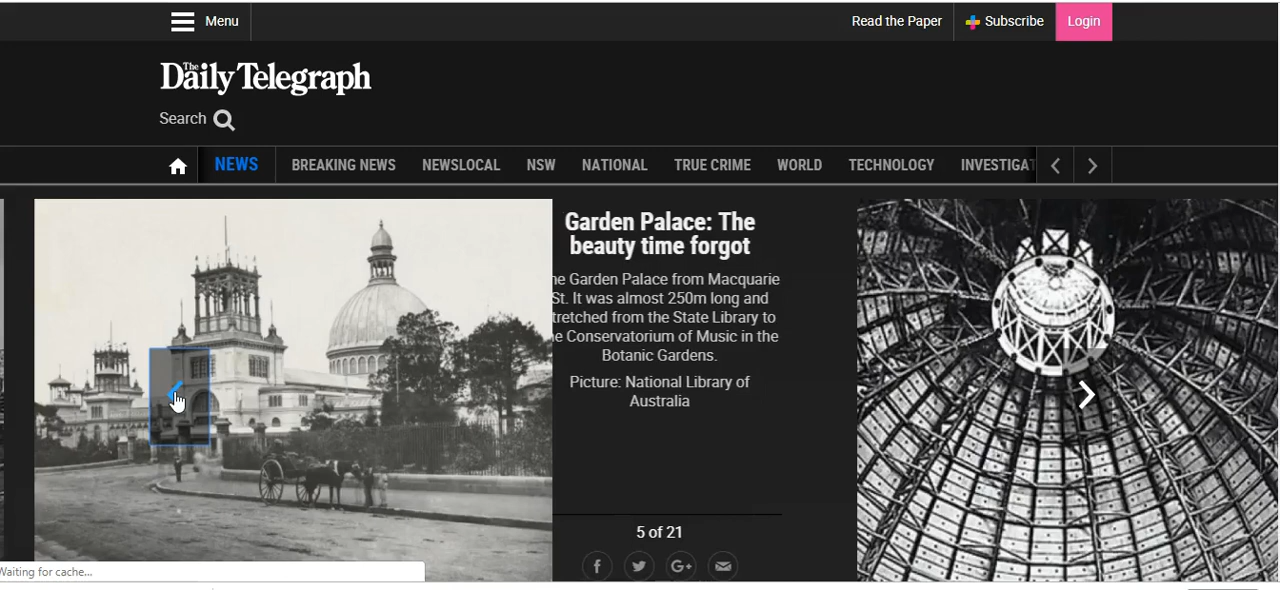 Menu
Read the Paper
Subscribe
Login
The Daily Telegraph
Search
NEWS
BREAKING NEWS
NEWSLOCAL
NSW
NATIONAL
TRUE CRIME
WORLD
TECHNOLOGY
Garden Palace: The
beauty time forgot
Garden Palace from Macquarie
St. It was almost 250m long and
from the State Library to
Conservatorium of Music in the
Botanic Gardens.
Picture: National Library of
Australia
5 of 21
f
G+
Waiting for cache...